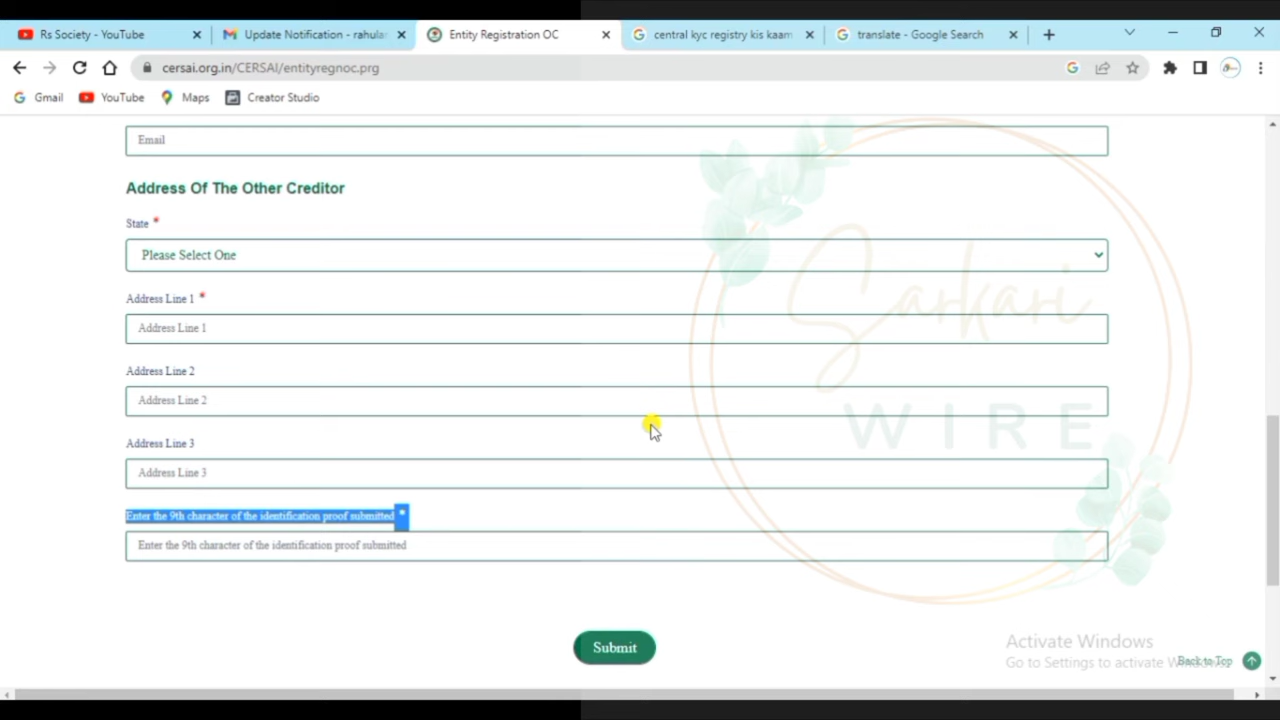 Rs Society - YouTube
Update Notification - rahular
Entity Registration OC
central kyc registry kis kaam
translate - Google Search
cersai.org.in/CERSAI/entityregnoc.prg
Gmail
YouTube
Maps
Creator Studio
Email
Address Of The Other Creditor
State *
Please Select One
Address Line 1 *
Address Line 1
Address Line 2
Address Line 2
Address Line 3
Address Line 3
Enter the 9th character of the identification proof submitted *
Enter the 9th character of the identification proof submitted
Submit
Sarkari
WIRE
Activate Windows
Go to Settings to activate Windows.
Back to Top